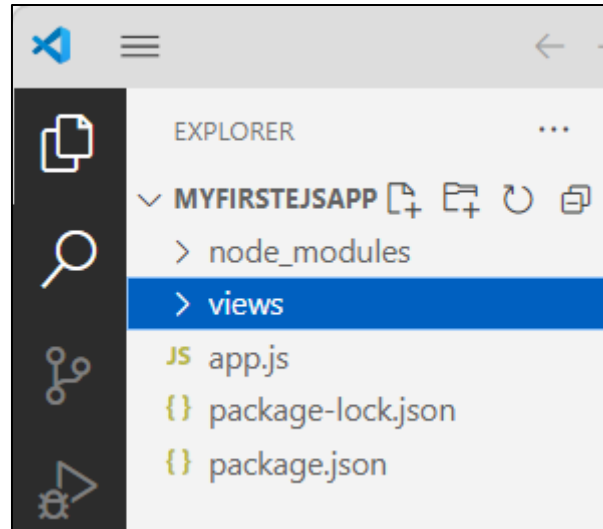 EXPLORER
MYFIRSTEJSAPP
node_modules
views
JS app.js
{} package-lock.json
{} package.json